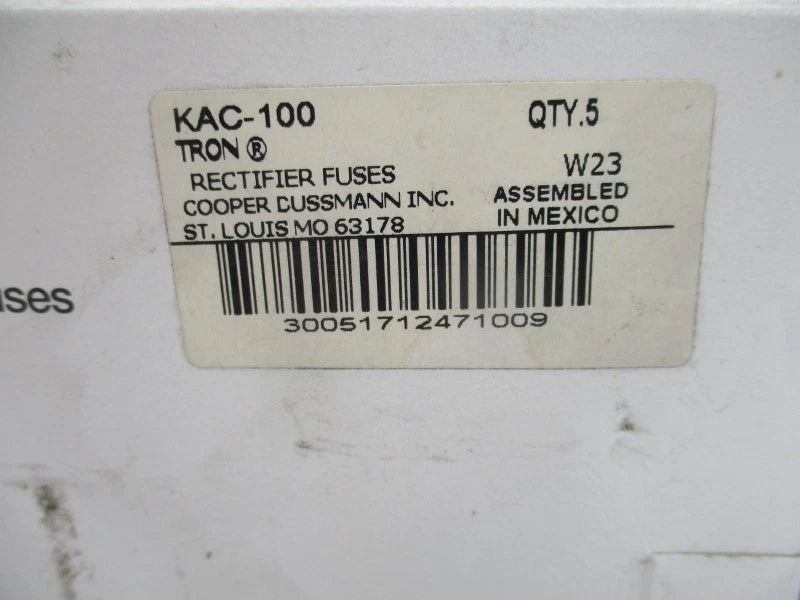 KAC-100 QTY.5
TRON ®
RECTIFIER FUSES W23
COOPER BUSSMANN INC. ASSEMBLED
ST. LOUIS MO 63178 IN MEXICO
30051712471009
uses